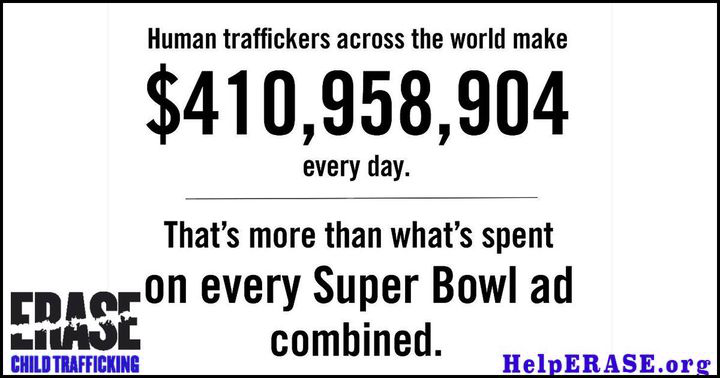 Human traffickers across the world make
$410,958,904
every day.
That's more than what's spent
on every Super Bowl ad
combined.
ERASE
CHILD TRAFFICKING
HelpERASE.org